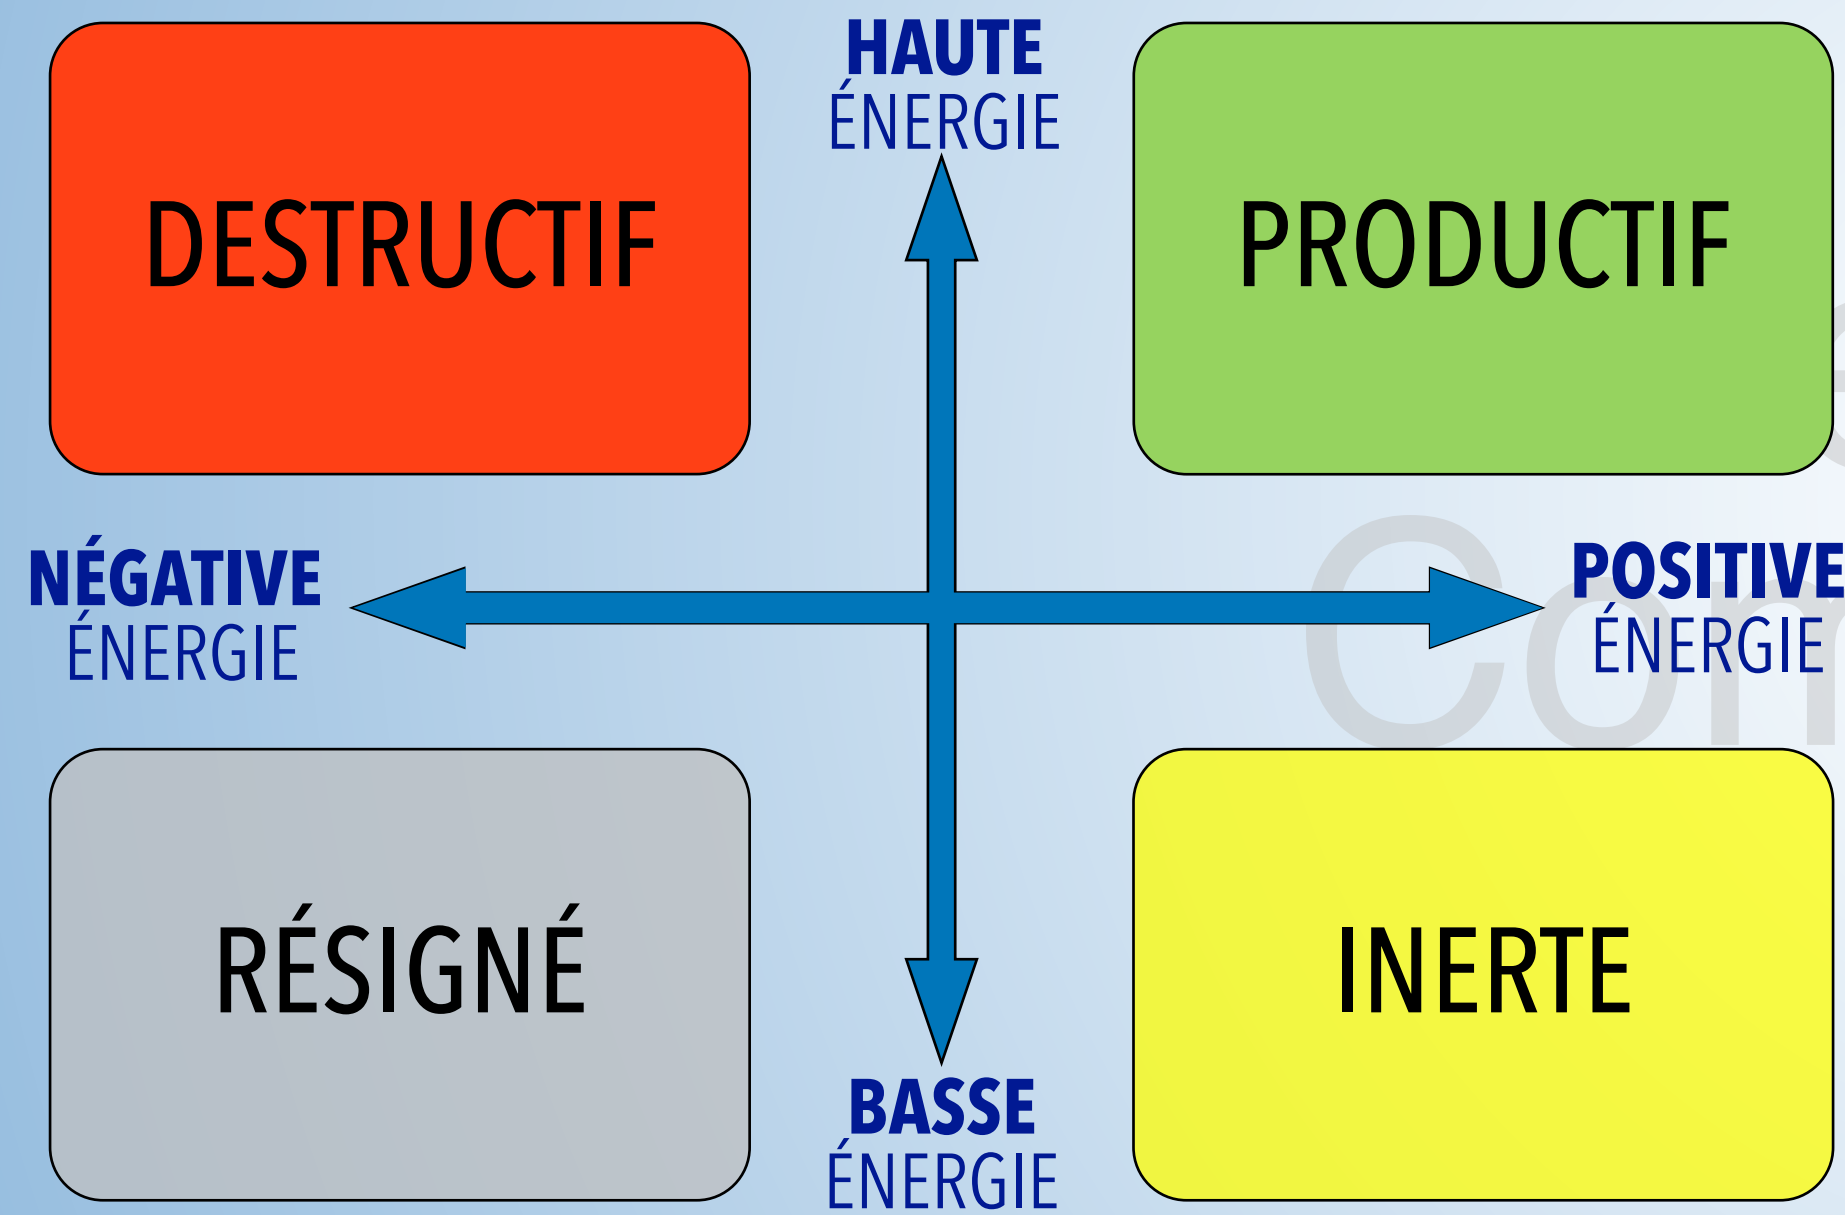 HAUTE
ÉNERGIE
DESTRUCTIF
PRODUCTIF
NÉGATIVE
ÉNERGIE
POSITIVE
ÉNERGIE
RÉSIGNÉ
INERTE
BASSE
ÉNERGIE